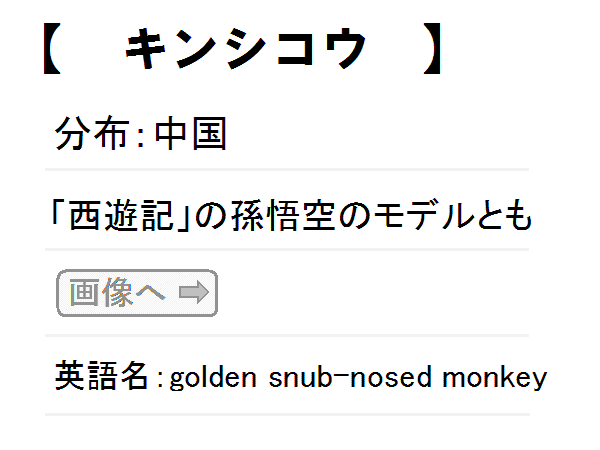 【 キンシコウ 】
分布：中国
「西遊記」の孫悟空のモデルとも
画像へ ⇨
英語名：golden snub-nosed monkey